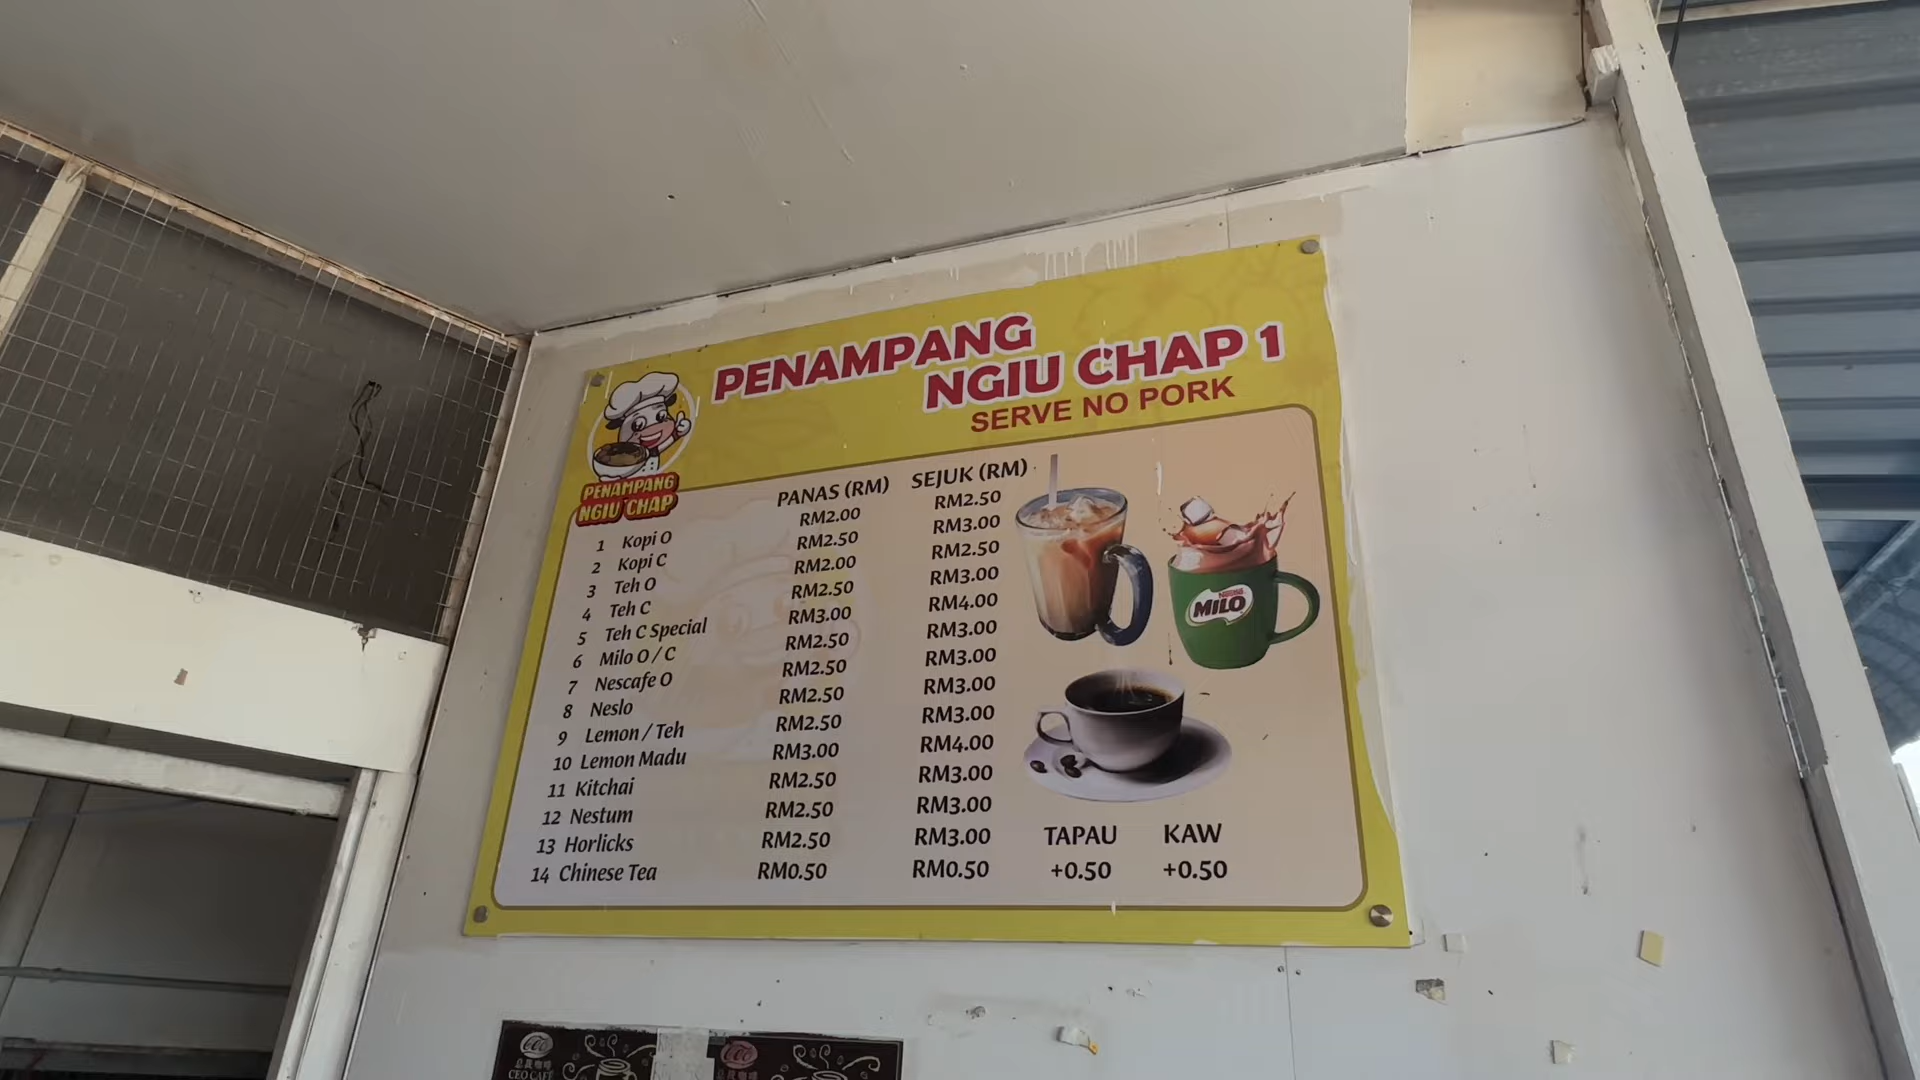 PENAMPANG
NGIU CHAP 1
SERVE NO PORK
PENAMPANG
NGIU CHAP
PANAS (RM) SEJUK (RM)
1 Kopi O RM2.00 RM2.50
2 Kopi C RM2.50 RM3.00
3 Teh O RM2.00 RM2.50
4 Teh C RM2.50 RM3.00
5 Teh C Special RM3.00 RM4.00
6 Milo O / C RM2.50 RM3.00
7 Nescafe O RM2.50 RM3.00
8 Neslo RM2.50 RM3.00
9 Lemon / Teh RM2.50 RM3.00
10 Lemon Madu RM3.00 RM4.00
11 Kitchai RM2.50 RM3.00
12 Nestum RM2.50 RM3.00
13 Horlicks RM2.50 RM3.00
14 Chinese Tea RM0.50 RM0.50
Nestlé
MILO
TAPAU KAW
+0.50 +0.50
CEO CAFE